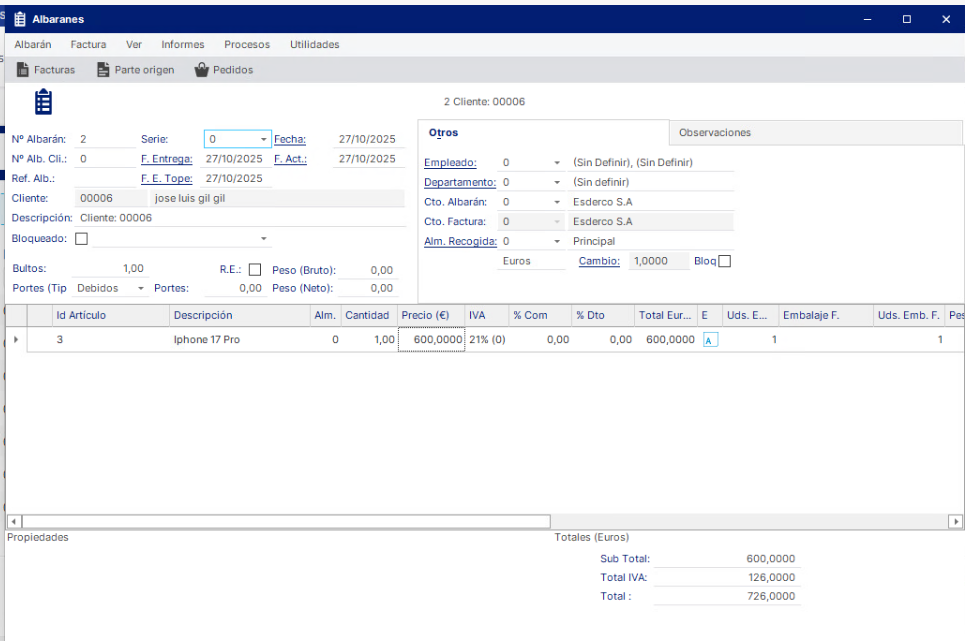 Albaranes
Albarán Factura Ver Informes Procesos Utilidades
Facturas Parte origen Pedidos
2 Cliente: 00006
Nº Albarán: 2 Serie: 0 Fecha: 27/10/2025
Nº Alb. Cli.: 0 F. Entrega: 27/10/2025 F. Act.: 27/10/2025
Ref. Alb.: F. E. Tope: 27/10/2025
Cliente: 00006 jose luis gil gil
Descripción: Cliente: 00006
Bloqueado:
Bultos: 1,00 R.E.: Peso (Bruto): 0,00
Portes (Tip Debidos Portes: 0,00 Peso (Neto): 0,00
Otros Observaciones
Empleado: 0 (Sin Definir), (Sin Definir)
Departamento: 0 (Sin definir)
Cto. Albarán: 0 Esderco S.A
Cto. Factura: 0 Esderco S.A
Alm. Recogida: 0 Principal
Euros Cambio: 1,0000 Bloq
Id Artículo Descripción Alm. Cantidad Precio (€) IVA % Com % Dto Total Eur... E Uds. E... Embalaje F. Uds. Emb. F. Pes
3 Iphone 17 Pro 0 1,00 600,0000 21% (0) 0,00 0,00 600,0000 A 1 1
Propiedades Totales (Euros)
Sub Total: 600,0000
Total IVA: 126,0000
Total : 726,0000